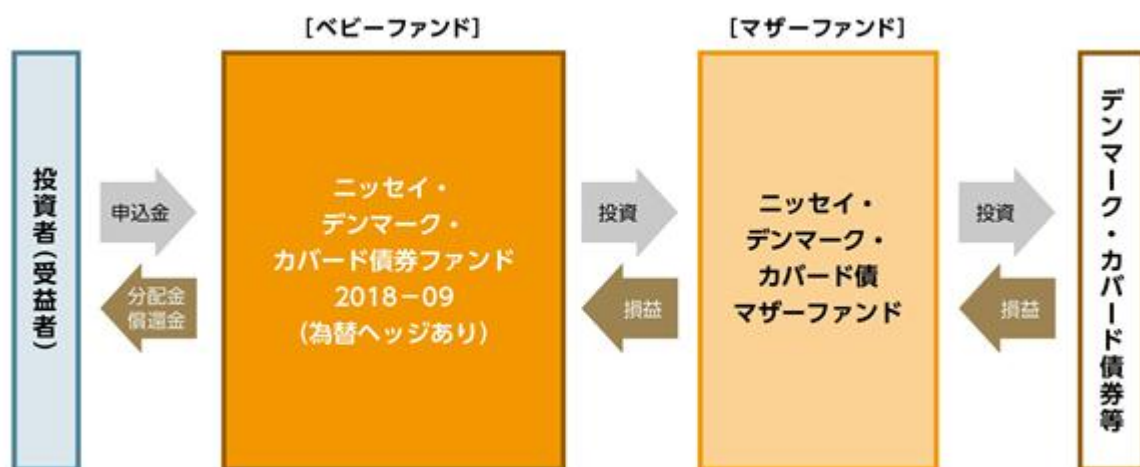 [ベビーファンド]
[マザーファンド]
投資者(受益者)
申込金
分配金
償還金
ニッセイ・
デンマーク・
カバード債券ファンド
2018-09
(為替ヘッジあり)
投資
損益
ニッセイ・
デンマーク・
カバード債
マザーファンド
投資
損益
デンマーク・カバード債券等